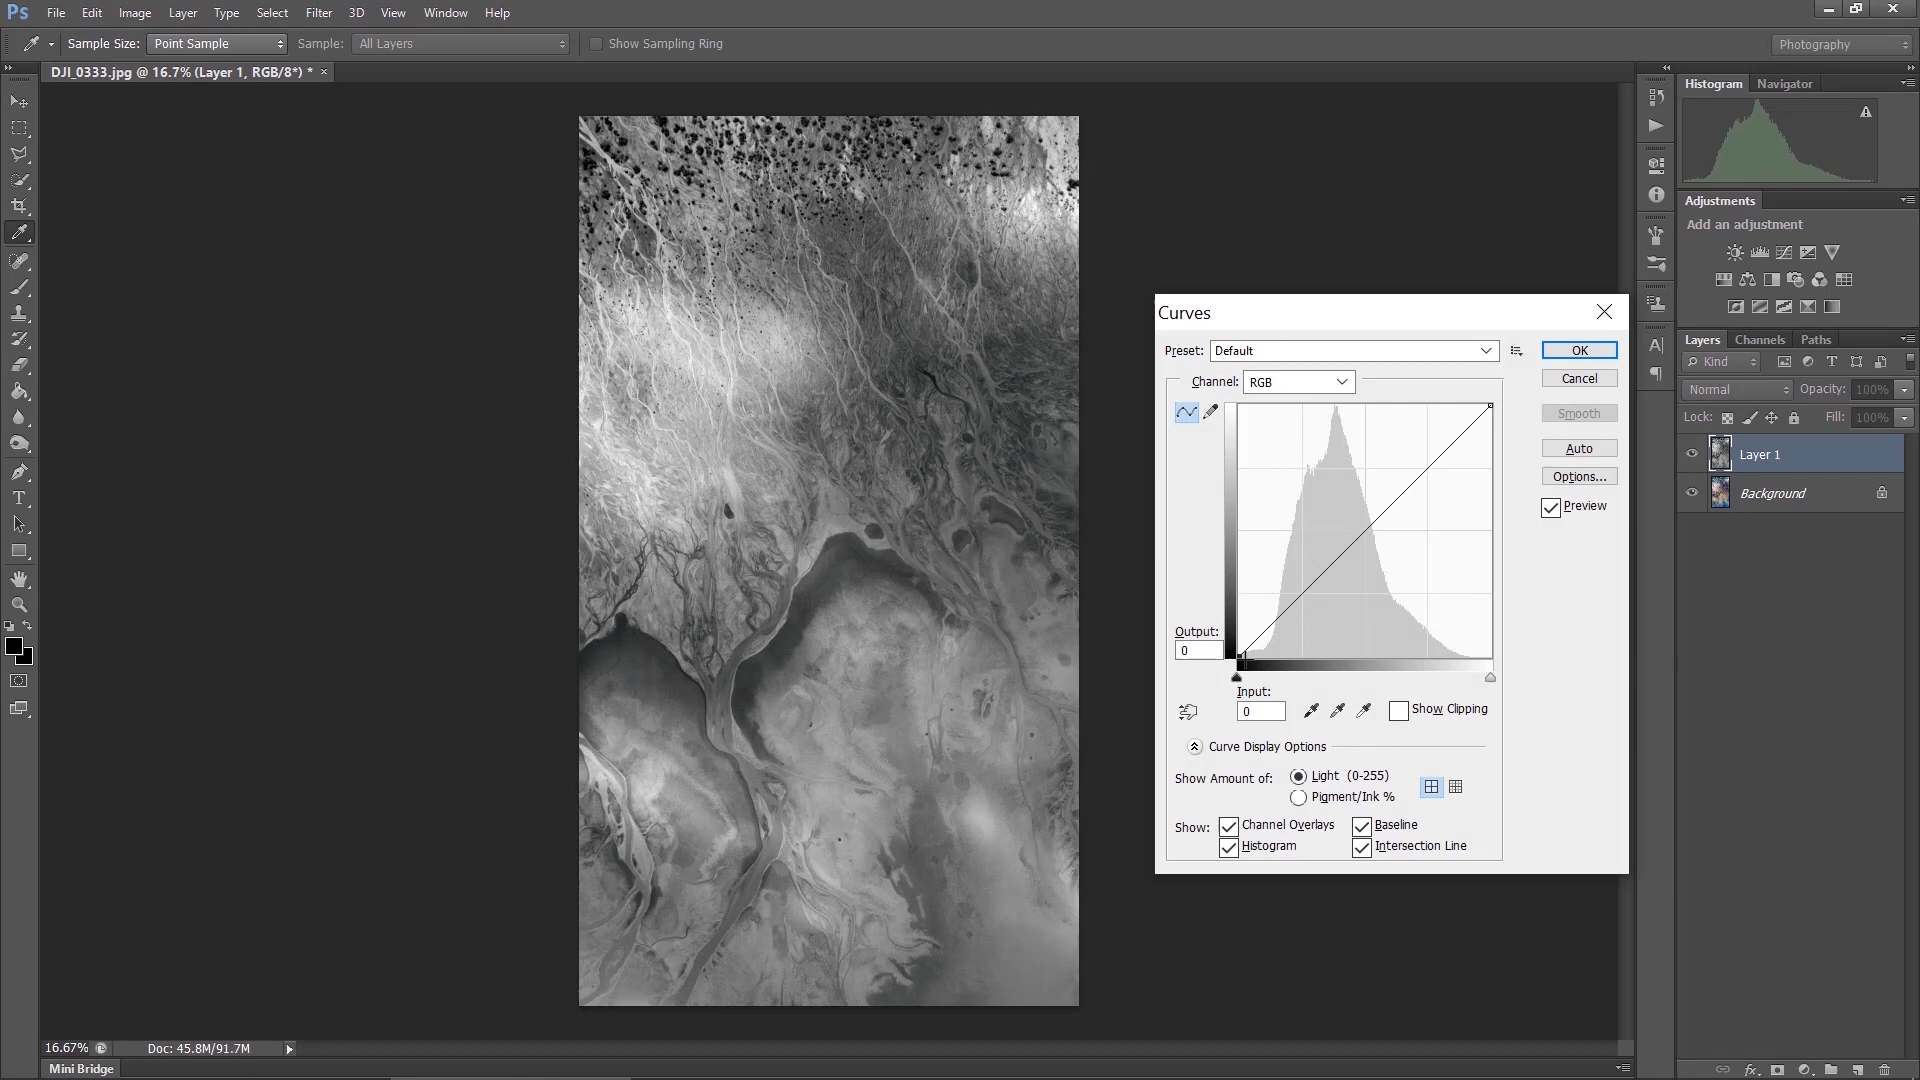 Ps File Edit Image Layer Type Select Filter 3D View Window Help
Sample Size: Point Sample Sample: All Layers Show Sampling Ring Photography
DJI_0333.jpg @ 16.7% (Layer 1, RGB/8*) * ×
Histogram Navigator
Adjustments
Add an adjustment
Layers Channels Paths
Kind
Normal Opacity: 100%
Lock: Fill: 100%
Layer 1
Background
Curves
Preset: Default OK
Channel: RGB Cancel
Smooth
Auto
Options...
Preview
Output:
0
Input:
0
Show Clipping
Curve Display Options
Show Amount of: Light (0-255)
Pigment/Ink %
Show: Channel Overlays Baseline
Histogram Intersection Line
16.67% Doc: 45.8M/91.7M
Mini Bridge